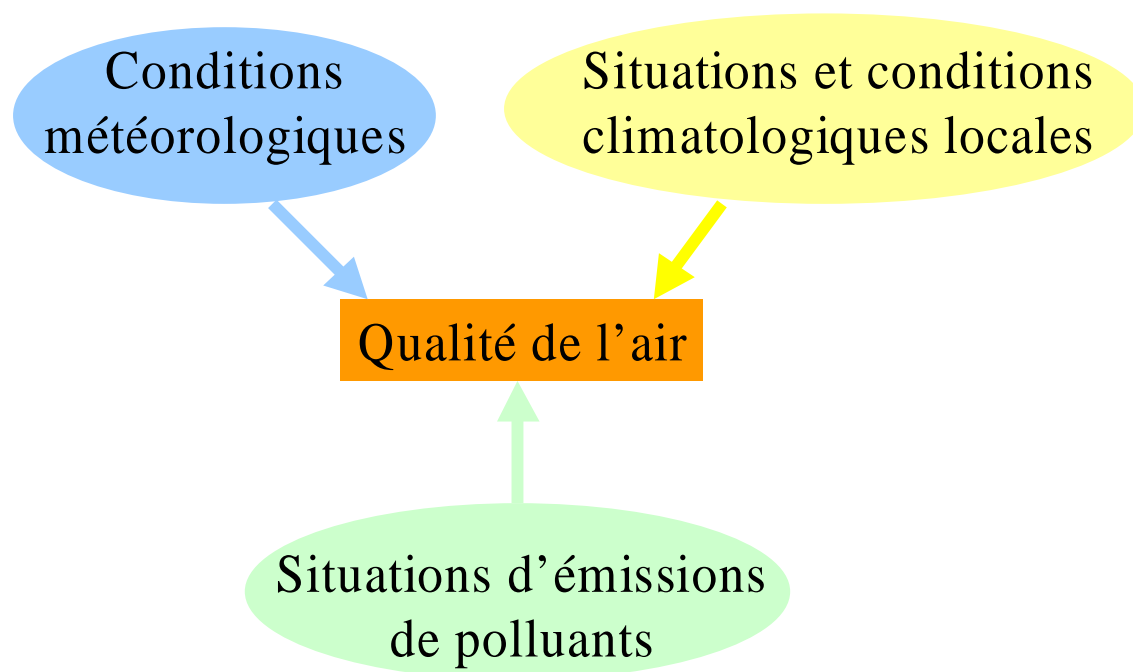 Conditions
météorologiques
Situations et conditions
climatologiques locales
Qualité de l’air
Situations d’émissions
de polluants